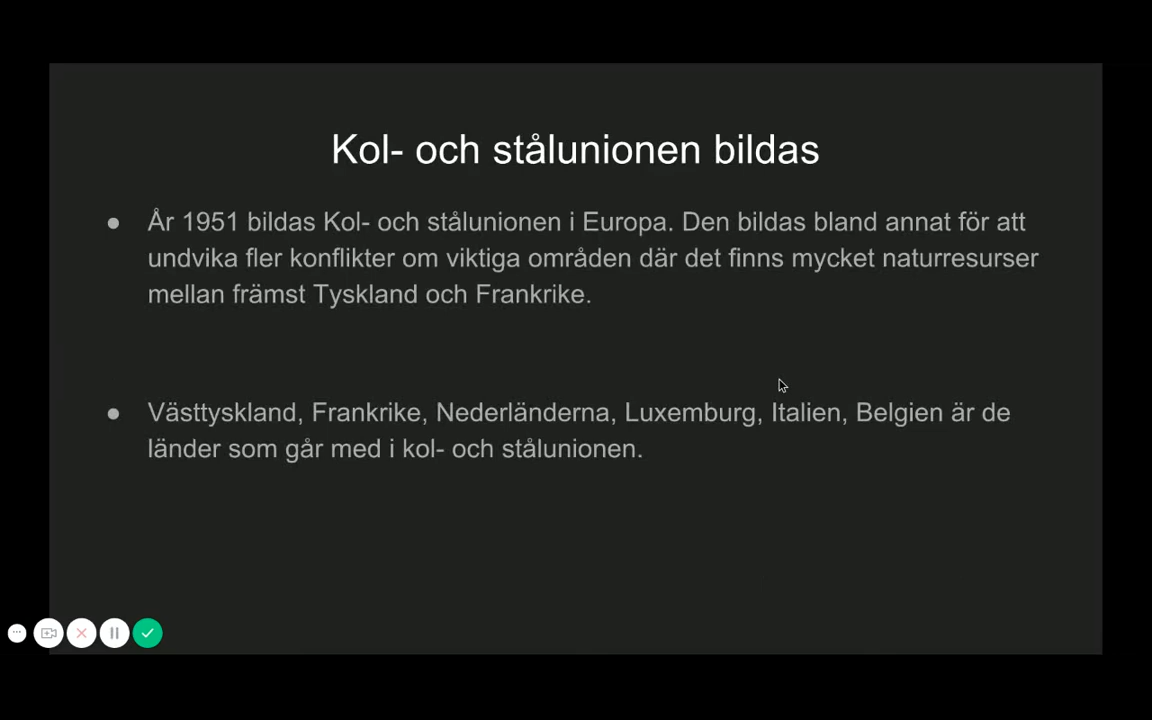 Kol- och stålunionen bildas
● År 1951 bildas Kol- och stålunionen i Europa. Den bildas bland annat för att
undvika fler konflikter om viktiga områden där det finns mycket naturresurser
mellan främst Tyskland och Frankrike.
● Västtyskland, Frankrike, Nederländerna, Luxemburg, Italien, Belgien är de
länder som går med i kol- och stålunionen.